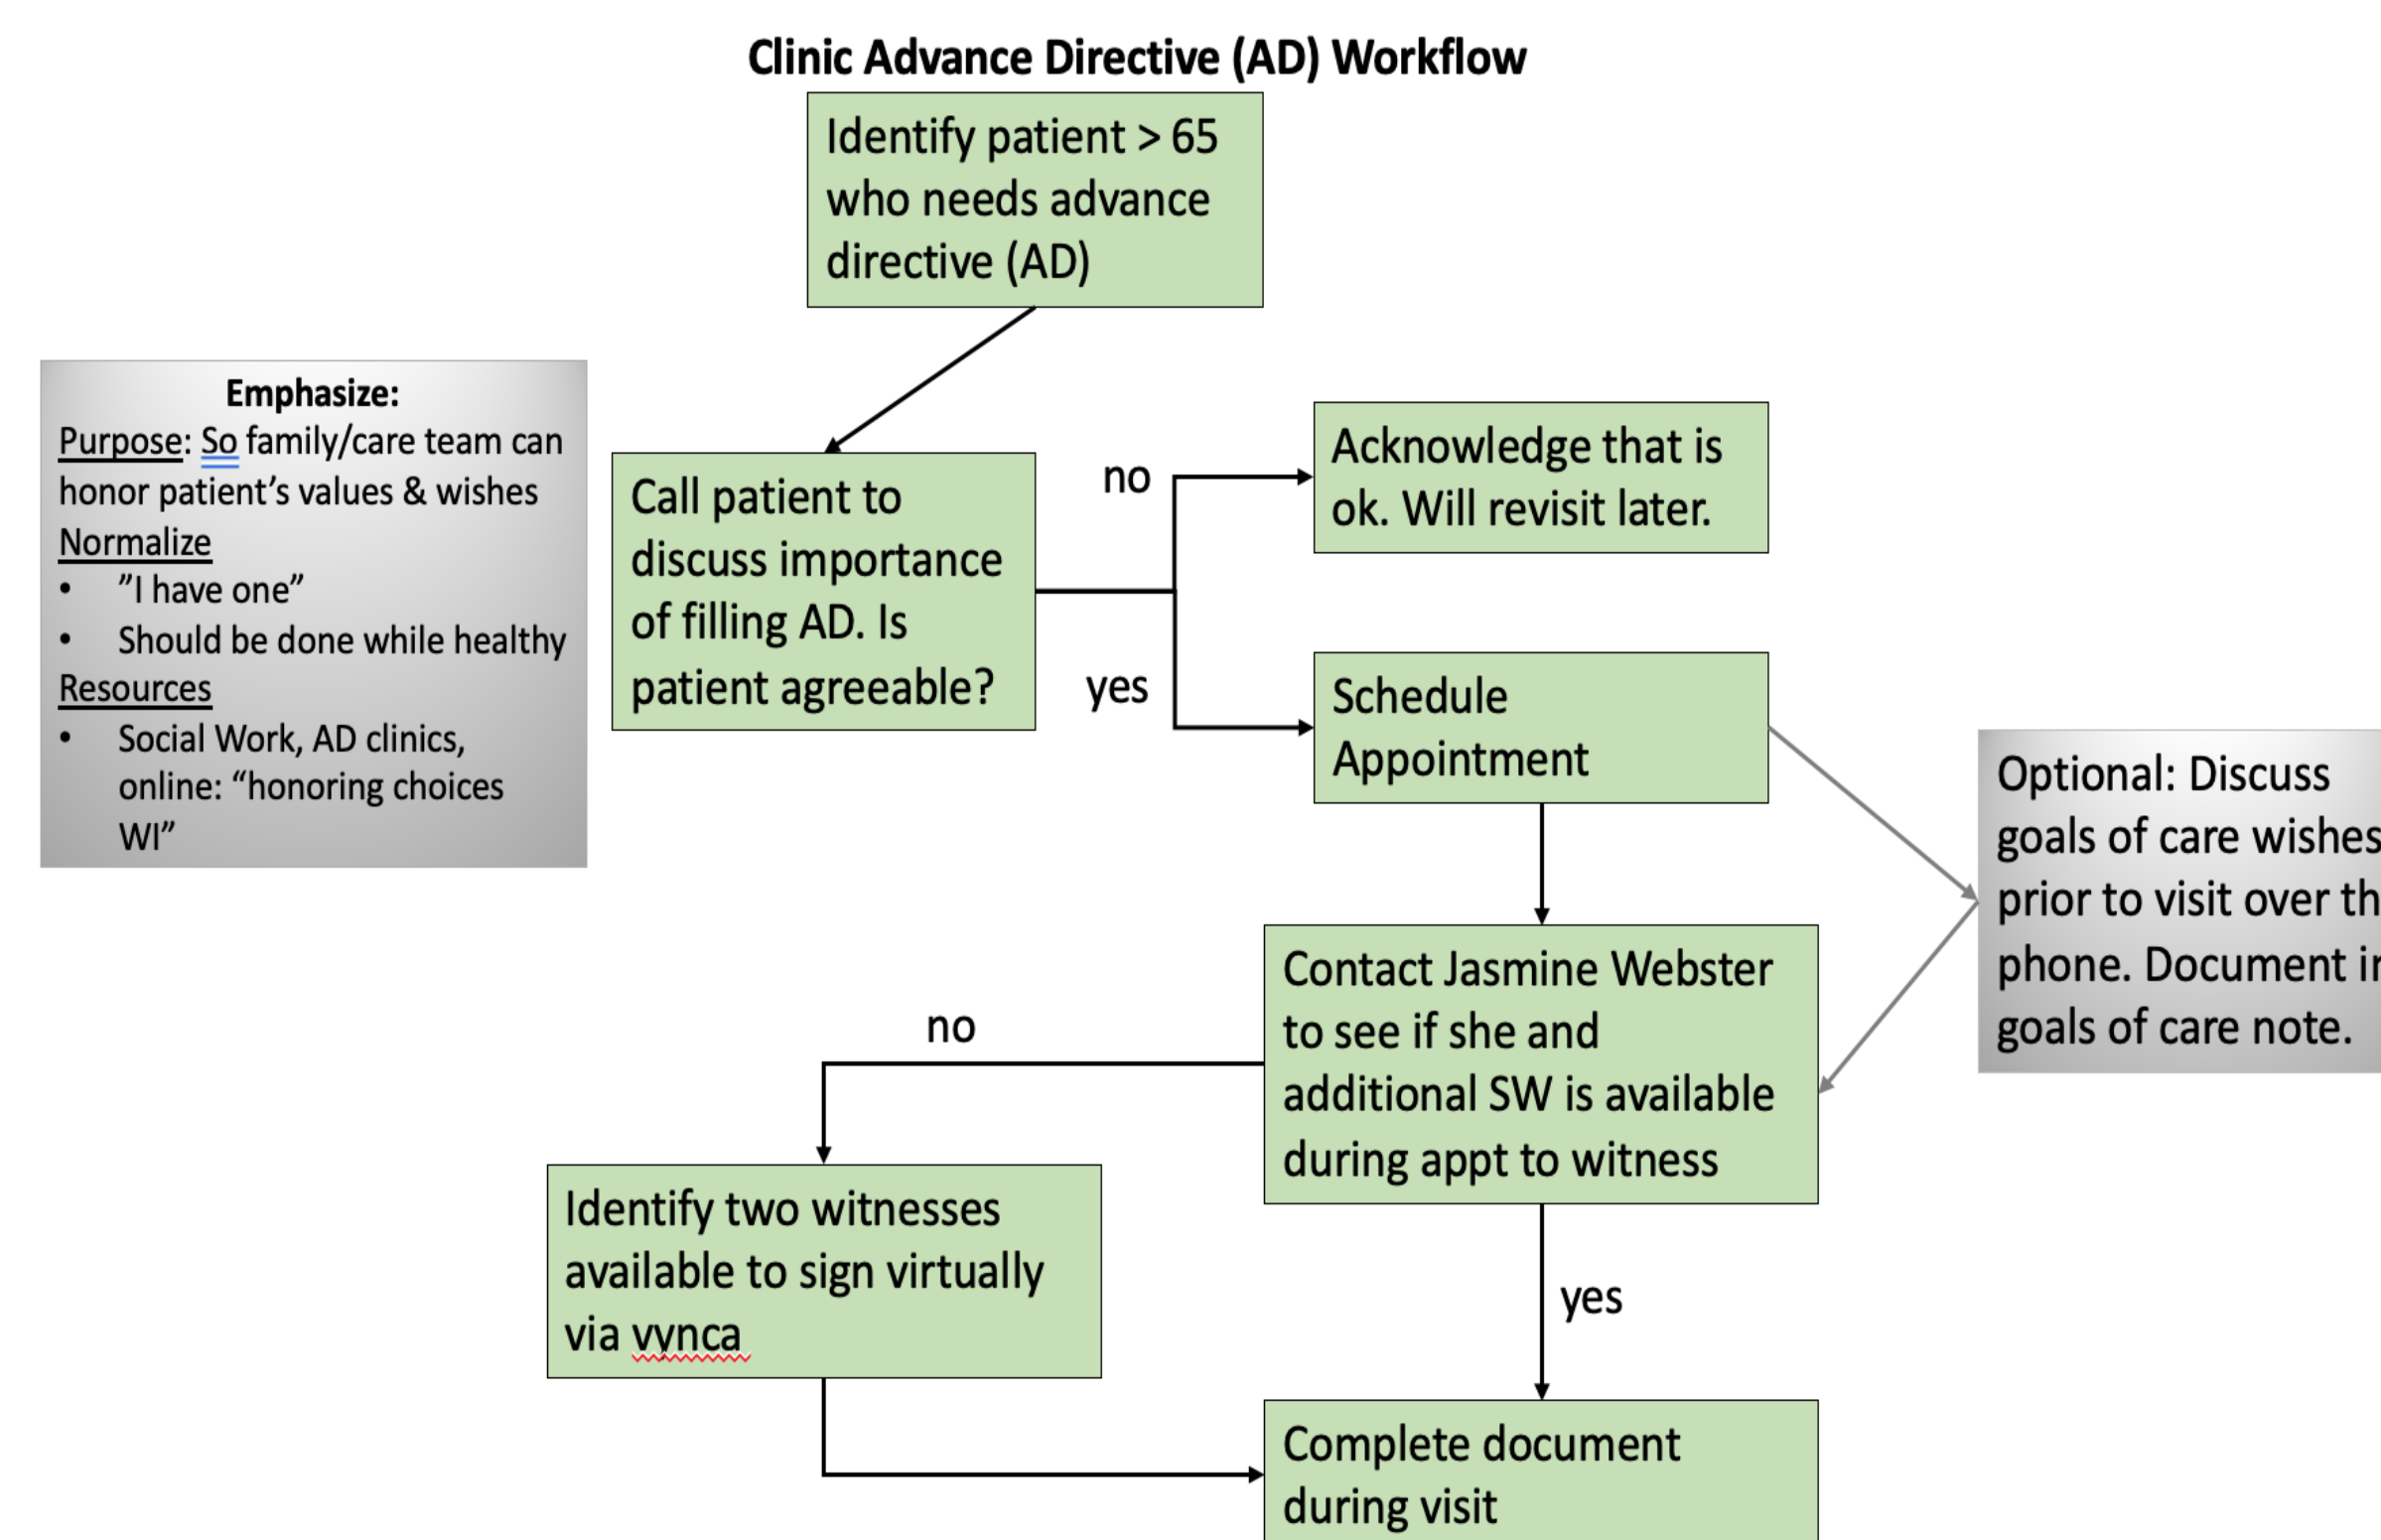 Clinic Advance Directive (AD) Workflow
Identify patient > 65
who needs advance
directive (AD)
Emphasize:
Purpose: So family/care team can
honor patient’s values & wishes
Normalize
• ”I have one”
• Should be done while healthy
Resources
• Social Work, AD clinics,
online: “honoring choices
WI”
Call patient to
discuss importance
of filling AD. Is
patient agreeable?
no
Acknowledge that is
ok. Will revisit later.
yes
Schedule
Appointment
Optional: Discuss
goals of care wishes
prior to visit over
phone. Document
goals of care note.
Contact Jasmine Webster
to see if she and
additional SW is available
during appt to witness
no
Identify two witnesses
available to sign virtually
via vynca
yes
Complete document
during visit